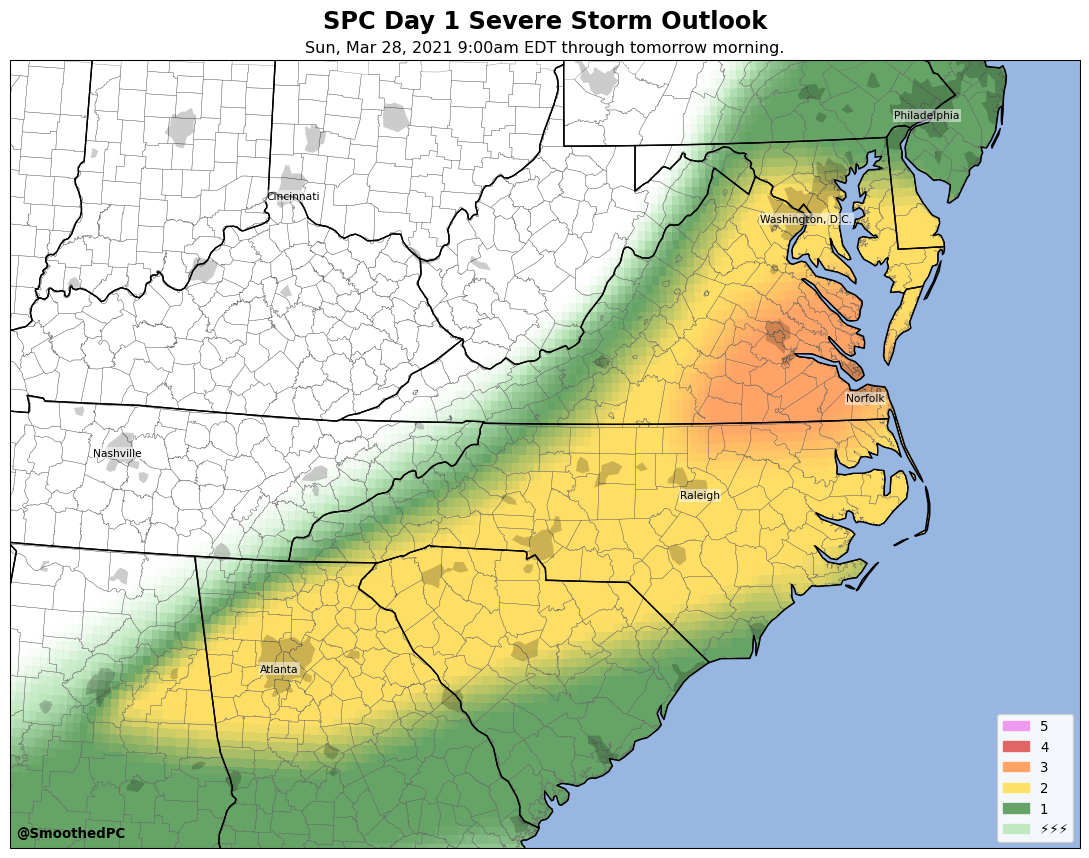 SPC Day 1 Severe Storm Outlook
Sun, Mar 28, 2021 9:00am EDT through tomorrow morning.
Philadelphia
Cincinnati
Washington, D.C.
Norfolk
Nashville
Raleigh
Atlanta
5
4
3
2
1
⚡⚡⚡
@SmoothedPC